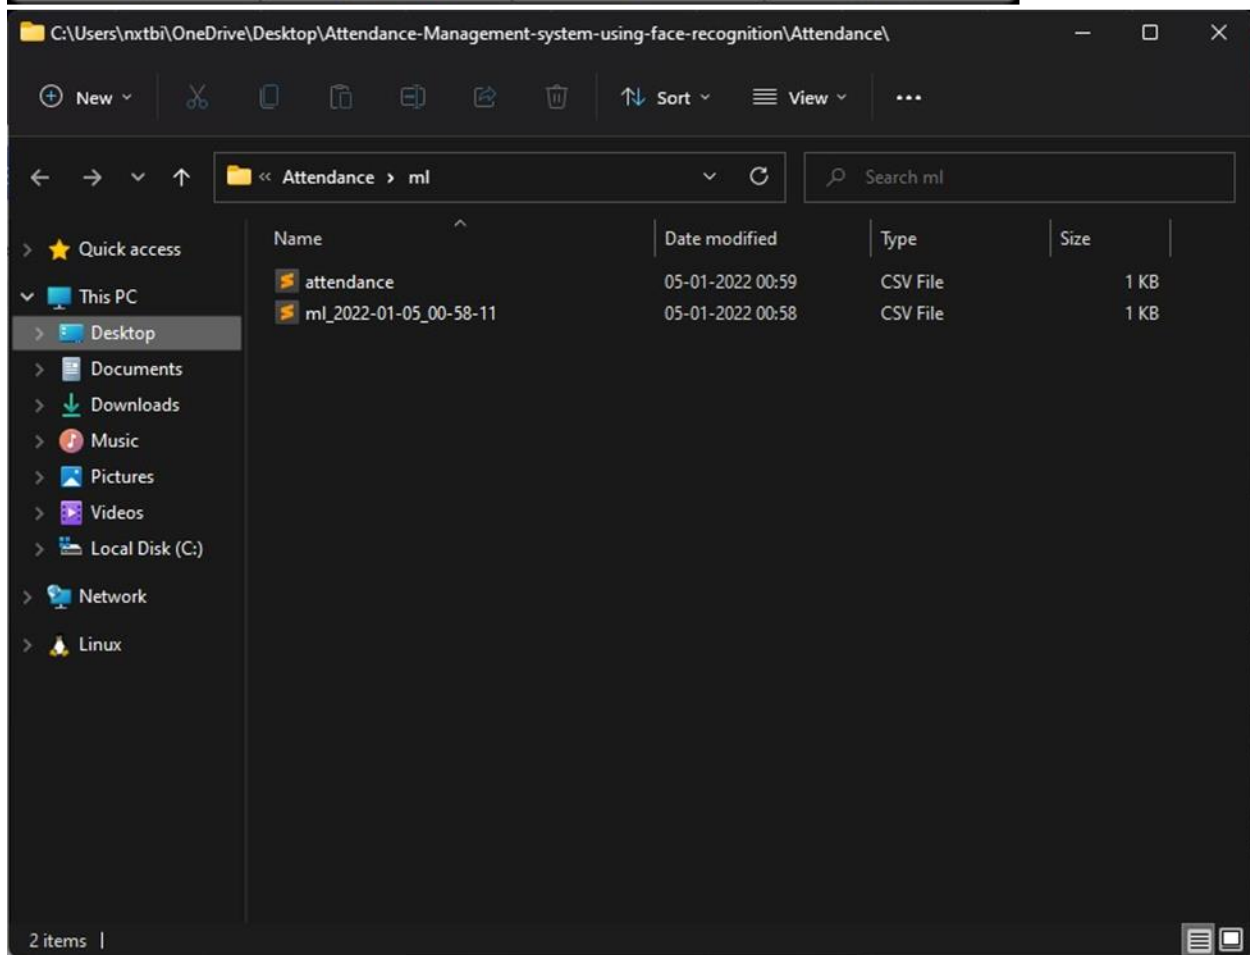 C:\Users\nxtbi\OneDrive\Desktop\Attendance-Management-system-using-face-recognition\Attendance\
New Sort View
Attendance > ml Search ml
Name Date modified Type Size
attendance 05-01-2022 00:59 CSV File 1 KB
ml_2022-01-05_00-58-11 05-01-2022 00:58 CSV File 1 KB
Quick access
This PC
Desktop
Documents
Downloads
Music
Pictures
Videos
Local Disk (C:)
Network
Linux
2 items